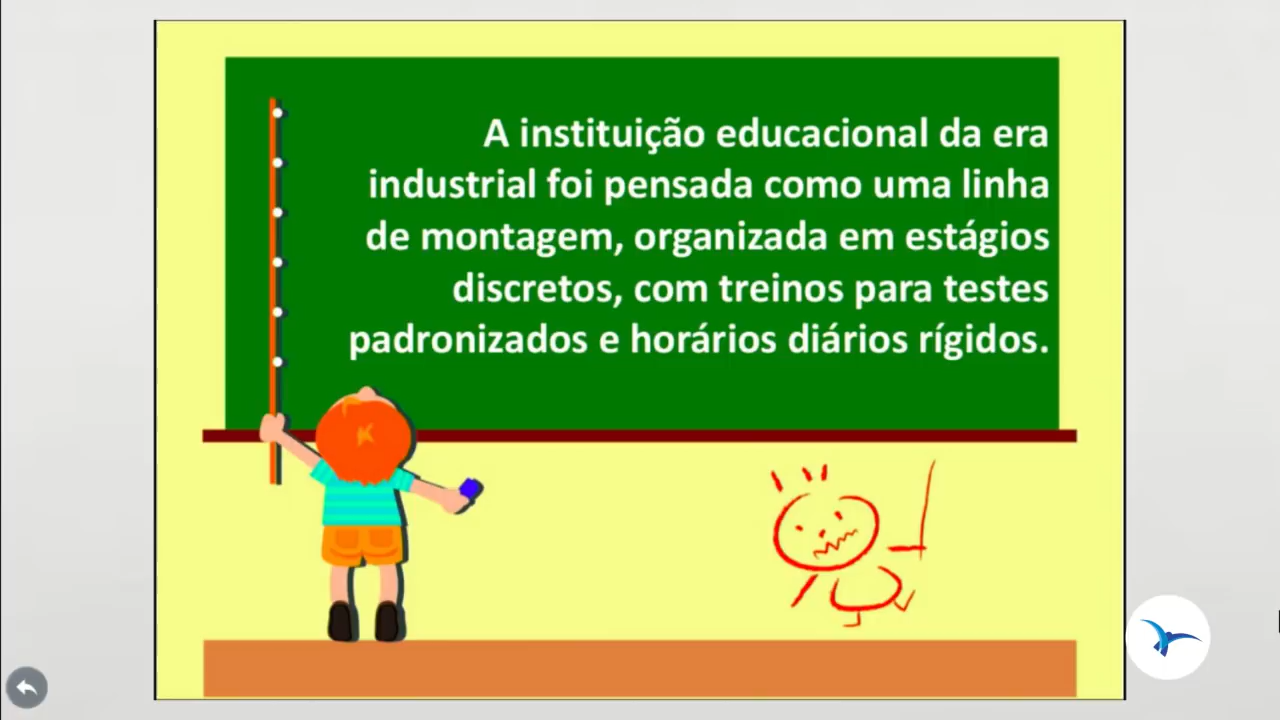 A instituição educacional da era
industrial foi pensada como uma linha
de montagem, organizada em estágios
discretos, com treinos para testes
padronizados e horários diários rígidos.